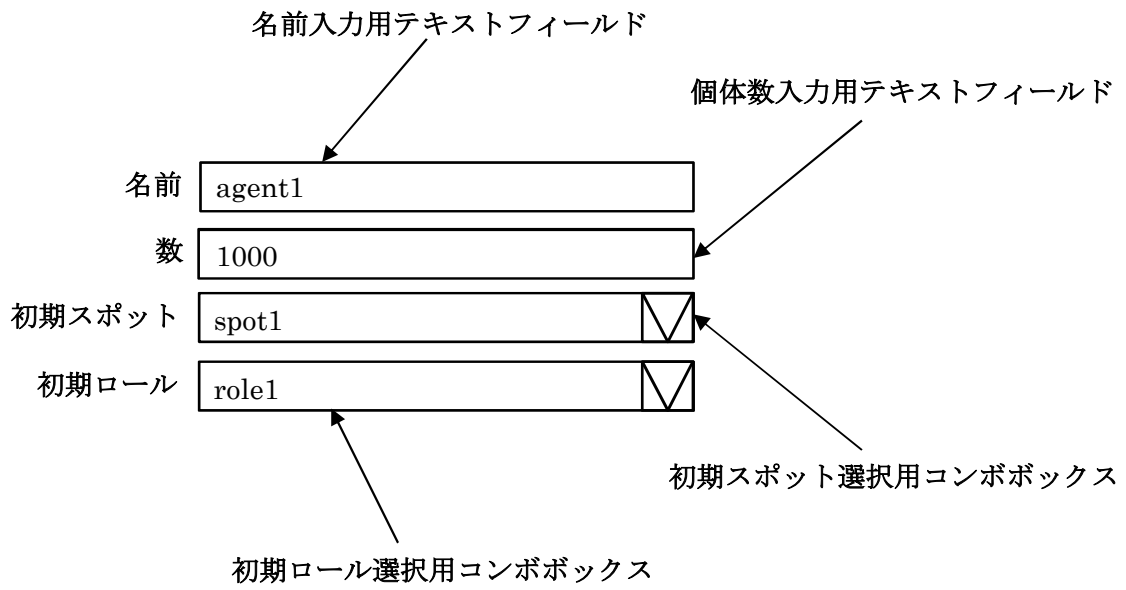 名前入力用テキストフィールド
個体数入力用テキストフィールド
名前 agent1
数 1000
初期スポット spot1
初期ロール role1
初期スポット選択用コンボボックス
初期ロール選択用コンボボックス